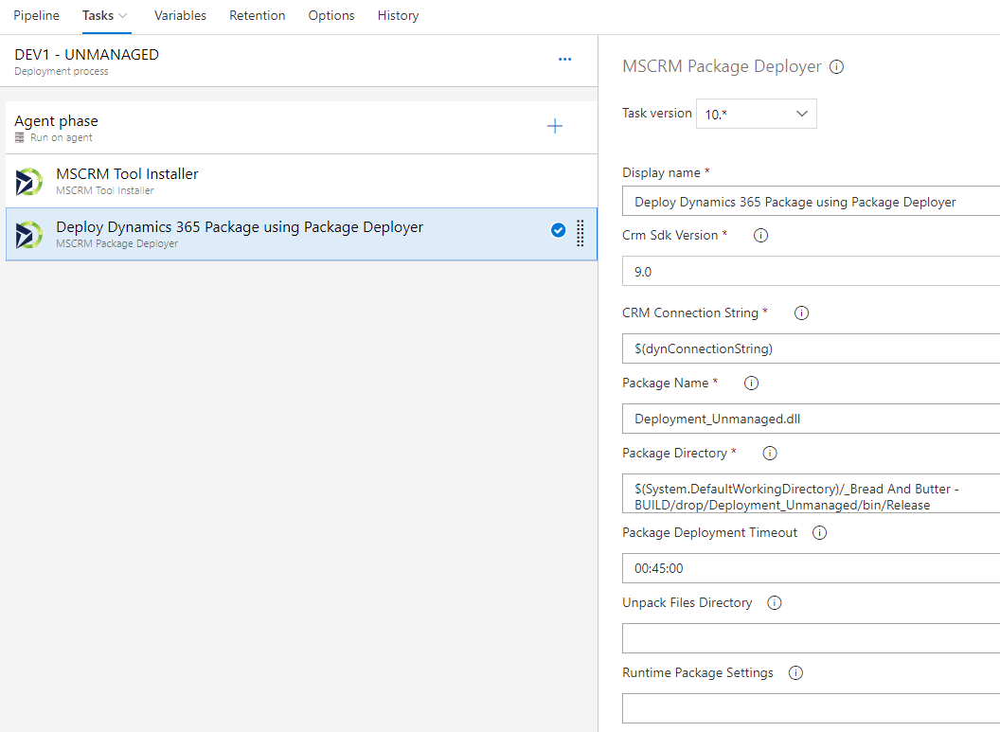 Pipeline Tasks Variables Retention Options History
DEV1 - UNMANAGED
Deployment process
Agent phase
Run on agent
MSCRM Tool Installer
MSCRM Tool Installer
Deploy Dynamics 365 Package using Package Deployer
MSCRM Package Deployer
MSCRM Package Deployer
Task version 10.*
Display name *
Deploy Dynamics 365 Package using Package Deployer
Crm Sdk Version *
9.0
CRM Connection String *
$(dynConnectionString)
Package Name *
Deployment_Unmanaged.dll
Package Directory *
$(System.DefaultWorkingDirectory)/_Bread And Butter -
BUILD/drop/Deployment_Unmanaged/bin/Release
Package Deployment Timeout
00:45:00
Unpack Files Directory
Runtime Package Settings